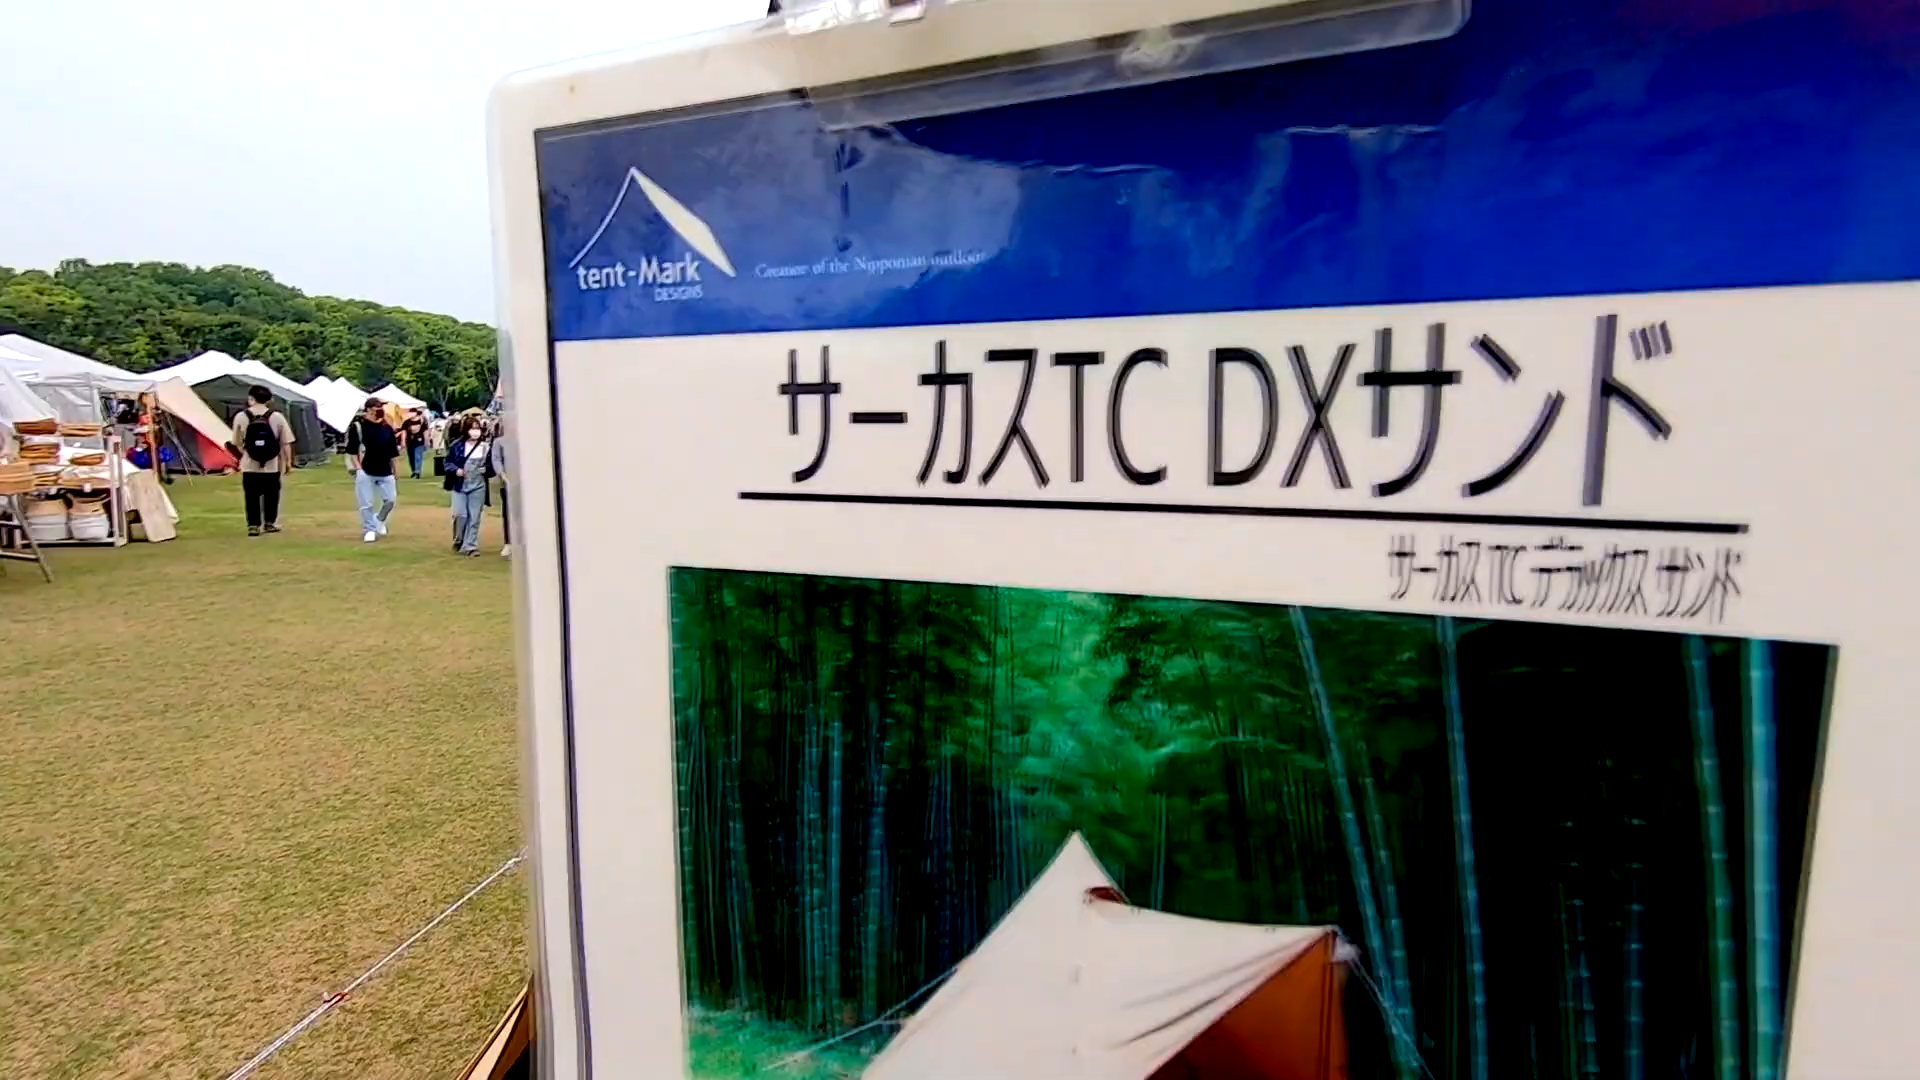 tent-Mark
DESIGNS
Creation of the Nipponian outdoor
サーカスTC DXサンド
サーカス TC デラックス サンド